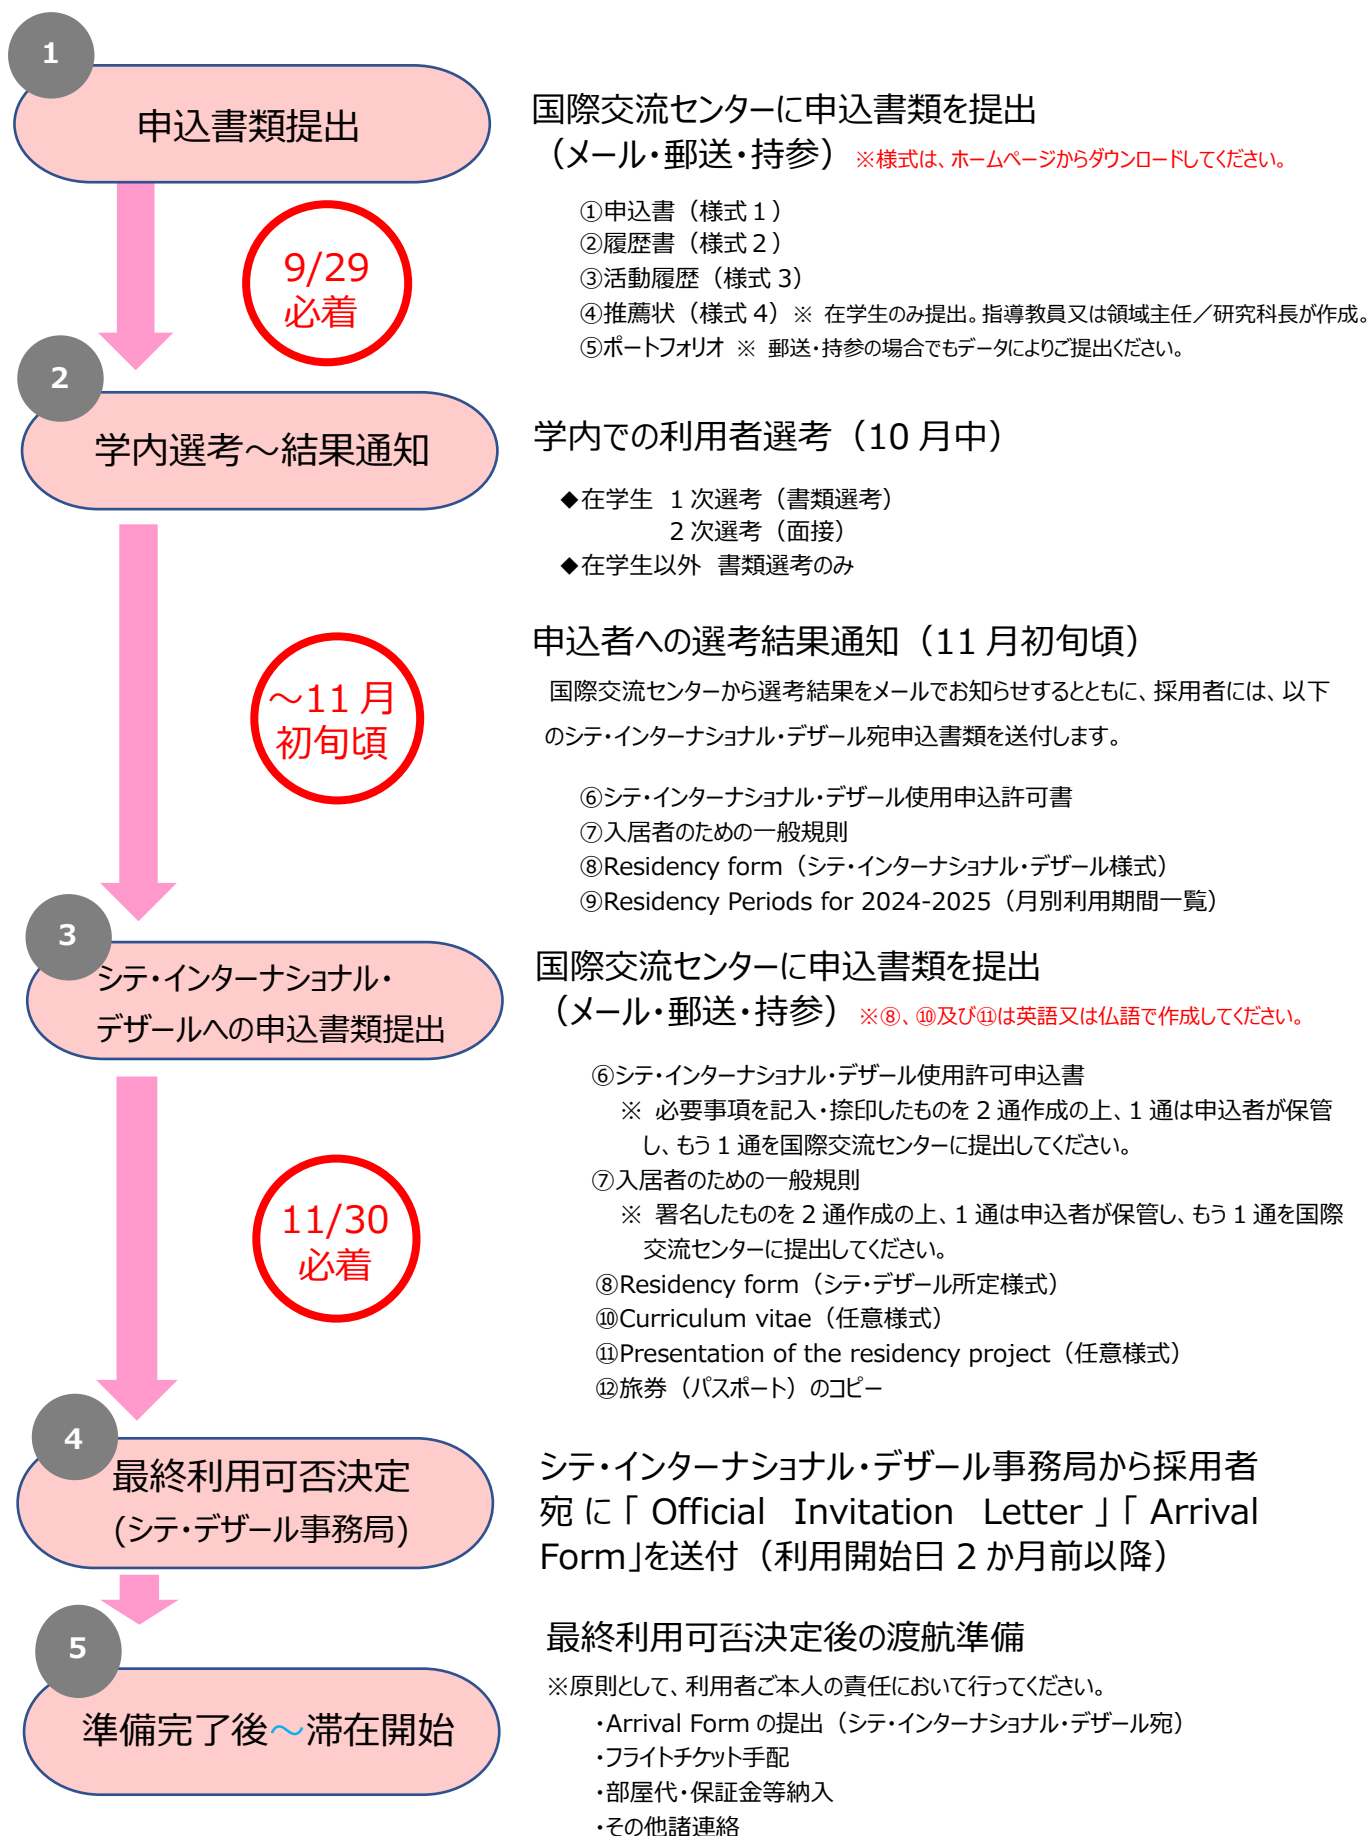 1
申込書類提出
国際交流センターに申込書類を提出
（メール・郵送・持参）※様式は、ホームページからダウンロードしてください。
①申込書（様式１）
②履歴書（様式２）
③活動履歴（様式 3）
④推薦状（様式 4）※ 在学生のみ提出。指導教員又は領域主任／研究科長が作成。
⑤ポートフォリオ ※ 郵送・持参の場合でもデータによりご提出ください。
9/29
必着
2
学内選考～結果通知
学内での利用者選考（10 月中）
◆在学生 1 次選考（書類選考）
2 次選考（面接）
◆在学生以外 書類選考のみ
申込者への選考結果通知（11 月初旬頃）
国際交流センターから選考結果をメールでお知らせするとともに、採用者には、以下
のシテ・インターナショナル・デザール宛申込書類を送付します。
～11 月
初旬頃
⑥シテ・インターナショナル・デザール使用申込許可書
⑦入居者のための一般規則
⑧Residency form（シテ・インターナショナル・デザール様式）
⑨Residency Periods for 2024-2025（月別利用期間一覧）
3
シテ・インターナショナル・
デザールへの申込書類提出
国際交流センターに申込書類を提出
（メール・郵送・持参）※⑧、⑩及び⑪は英語又は仏語で作成してください。
⑥シテ・インターナショナル・デザール使用許可申込書
※ 必要事項を記入・捺印したものを 2 通作成の上、1 通は申込者が保管
し、もう 1 通を国際交流センターに提出してください。
⑦入居者のための一般規則
※ 署名したものを 2 通作成の上、1 通は申込者が保管し、もう 1 通を国際
交流センターに提出してください。
⑧Residency form（シテ・デザール所定様式）
⑩Curriculum vitae（任意様式）
⑪Presentation of the residency project（任意様式）
⑫旅券（パスポート）のコピー
11/30
必着
4
最終利用可否決定
(シテ・デザール事務局)
シテ・インターナショナル・デザール事務局から採用者
宛に「 Official Invitation Letter 」「 Arrival
Form」を送付（利用開始日 2 か月前以降）
5
準備完了後～滞在開始
最終利用可否決定後の渡航準備
※原則として、利用者ご本人の責任において行ってください。
・Arrival Form の提出（シテ・インターナショナル・デザール宛）
・フライトチケット手配
・部屋代・保証金等納入
・その他諸連絡